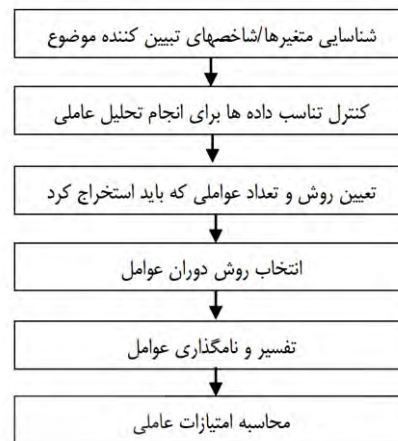 شناسایی متغیرها/شاخصهای تبیین کننده موضوع
کنترل تناسب داده ها برای انجام تحلیل عاملی
تعیین روش و تعداد عواملی که باید استخراج کرد
انتخاب روش دوران عوامل
تفسیر و نامگذاری عوامل
محاسبه امتیازات عاملی